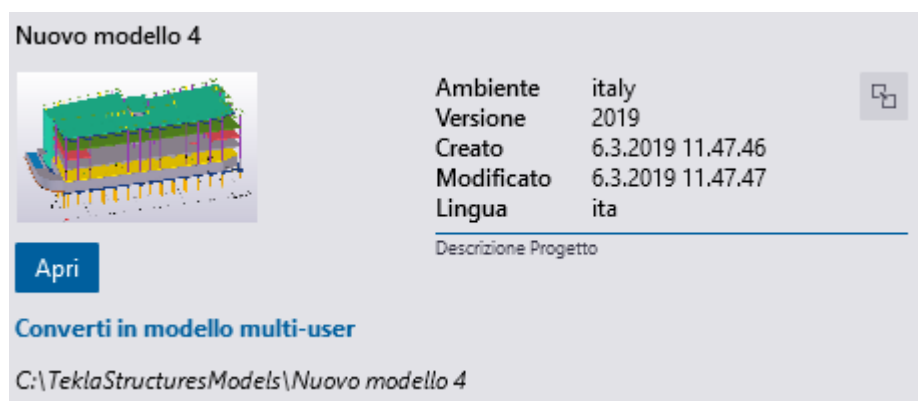 Nuovo modello 4
Ambiente italy
Versione 2019
Creato 6.3.2019 11.47.46
Modificato 6.3.2019 11.47.47
Lingua ita
Descrizione Progetto
Apri
Converti in modello multi-user
C:\TeklaStructuresModels\Nuovo modello 4